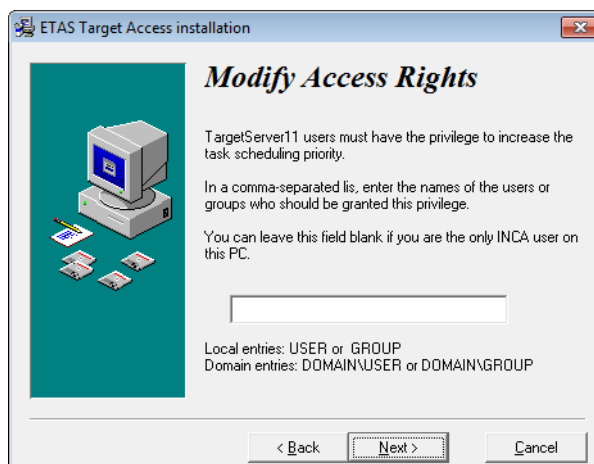 ETAS Target Access installation
Modify Access Rights
TargetServer11 users must have the privilege to increase the
task scheduling priority.
In a comma-separated lis, enter the names of the users or
groups who should be granted this privilege.
You can leave this field blank if you are the only INCA user on
this PC.
Local entries: USER or GROUP
Domain entries: DOMAIN\USER or DOMAIN\GROUP
< Back
Next >
Cancel